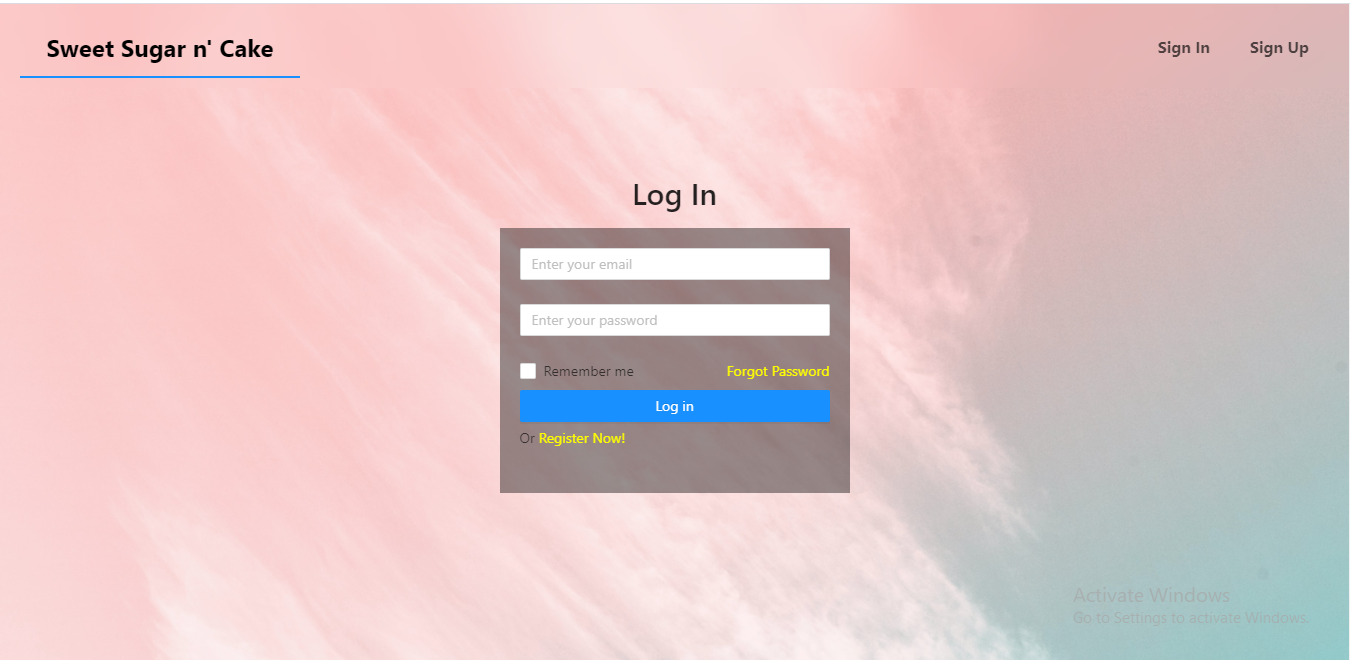 Sweet Sugar n' Cake
Sign In
Sign Up
Log In
Enter your email
Enter your password
Remember me
Forgot Password
Log in
Or Register Now!
Activate Windows
Go to Settings to activate Windows.